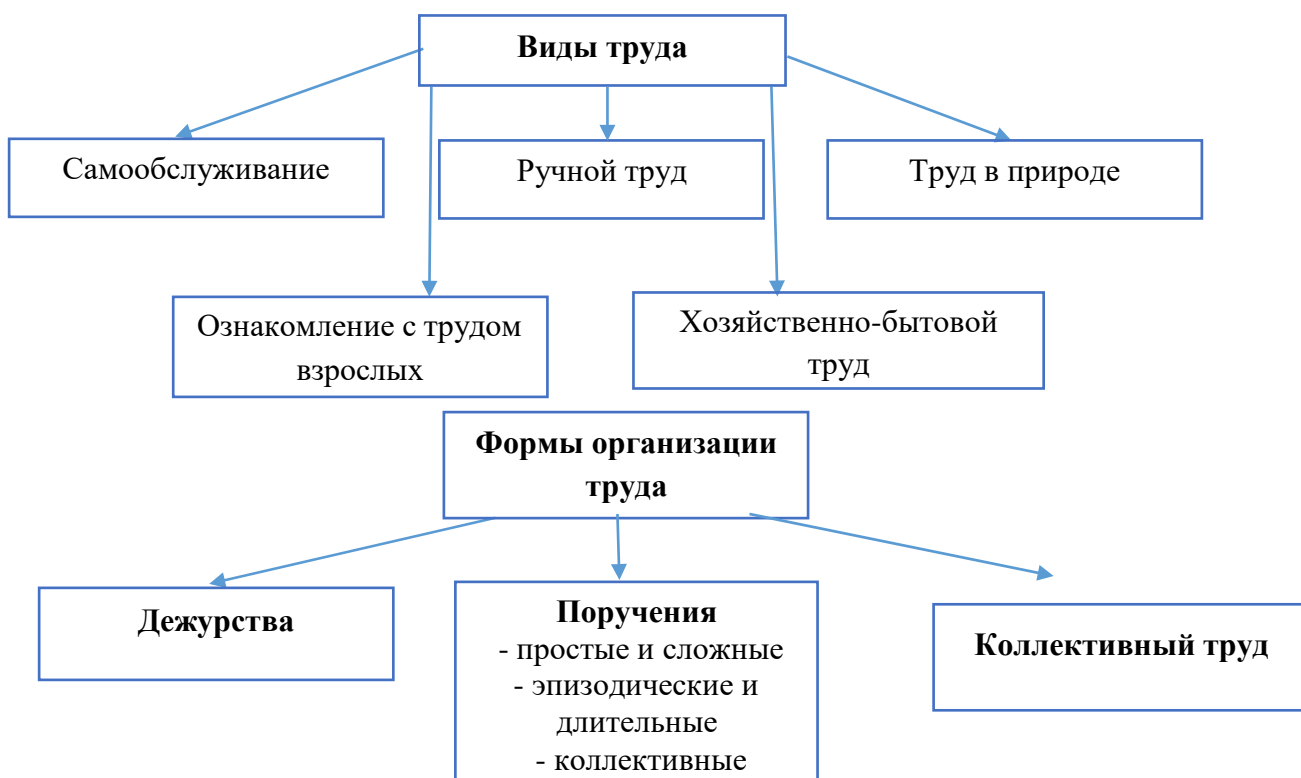 Виды труда
Самообслуживание
Ручной труд
Труд в природе
Ознакомление с трудом
взрослых
Хозяйственно-бытовой
труд
Формы организации
труда
Дежурства
Поручения
- простые и сложные
- эпизодические и
длительные
- коллективные
Коллективный труд